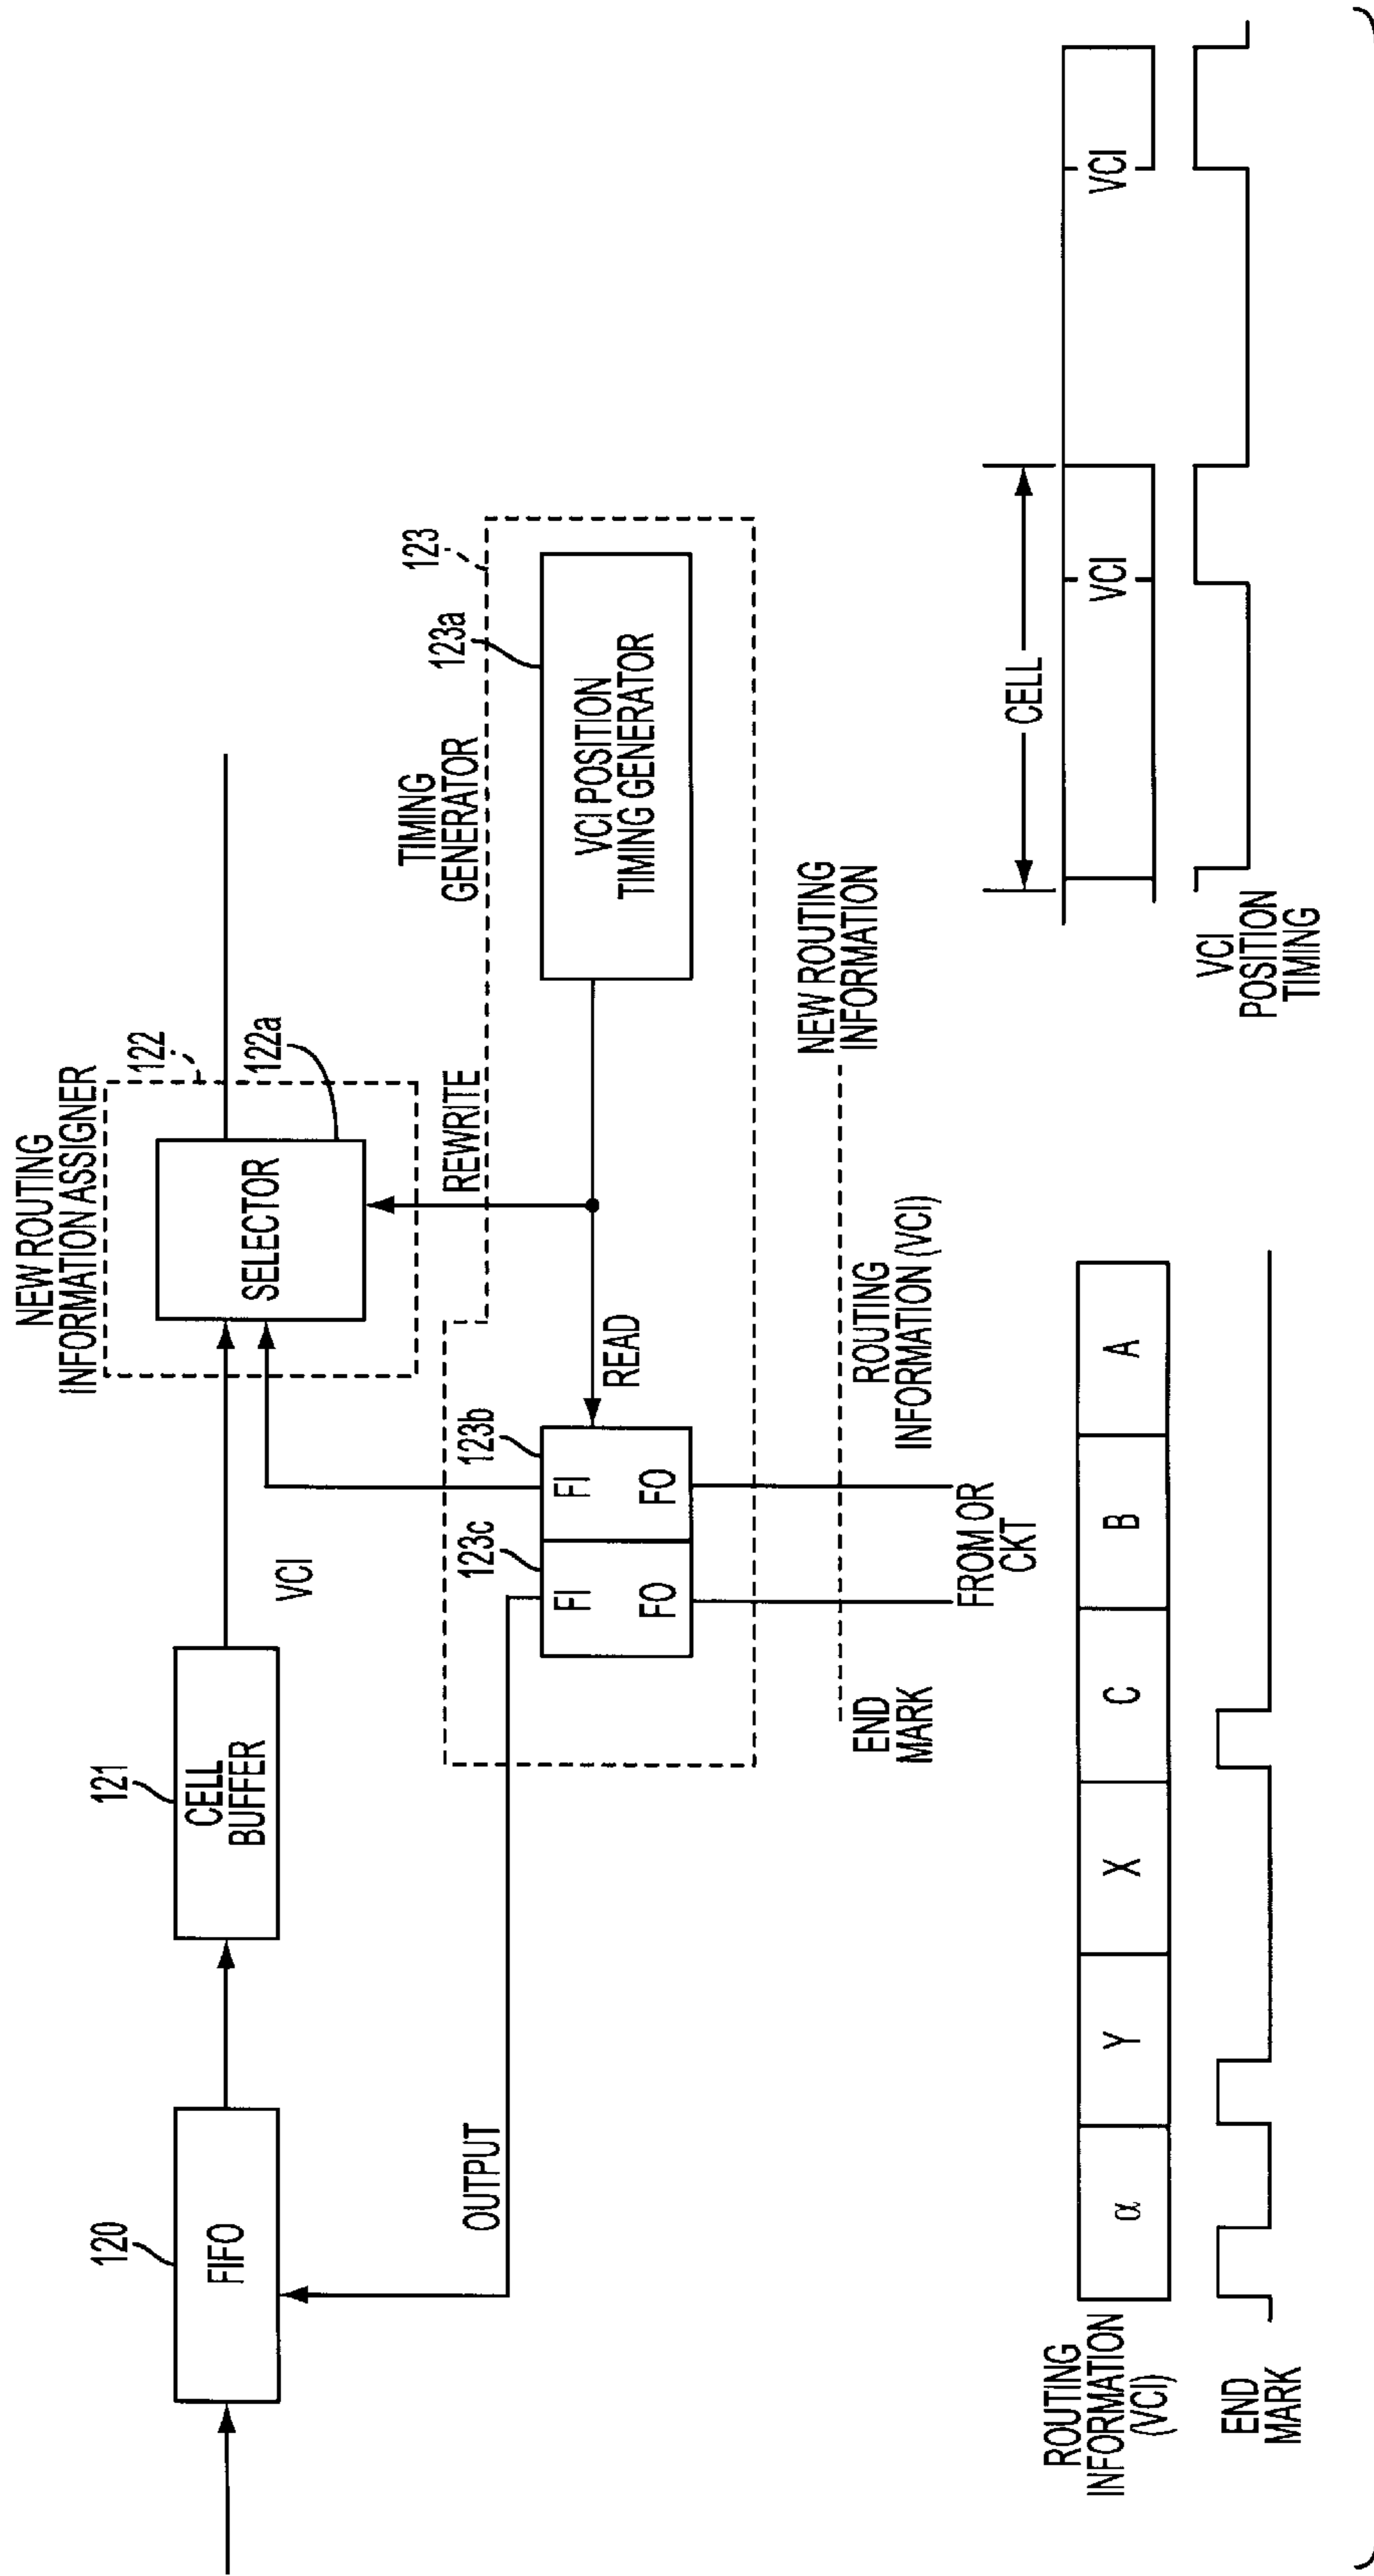 120
FIFO
121
CELL
BUFFER
VCI
NEW ROUTING
INFORMATION ASSIGNER
122
122a
SELECTOR
OUTPUT
REWRITE
READ
TIMING
GENERATOR
123
123a
VCI POSITION
TIMING GENERATOR
123c
123b
FI
FI
FO
FO
NEW ROUTING
INFORMATION
END
MARK
ROUTING
INFORMATION (VCI)
FROM OR
CKT
ROUTING
INFORMATION
(VCI)
α
Y
X
C
B
A
END
MARK
CELL
VCI
VCI
VCI
POSITION
TIMING